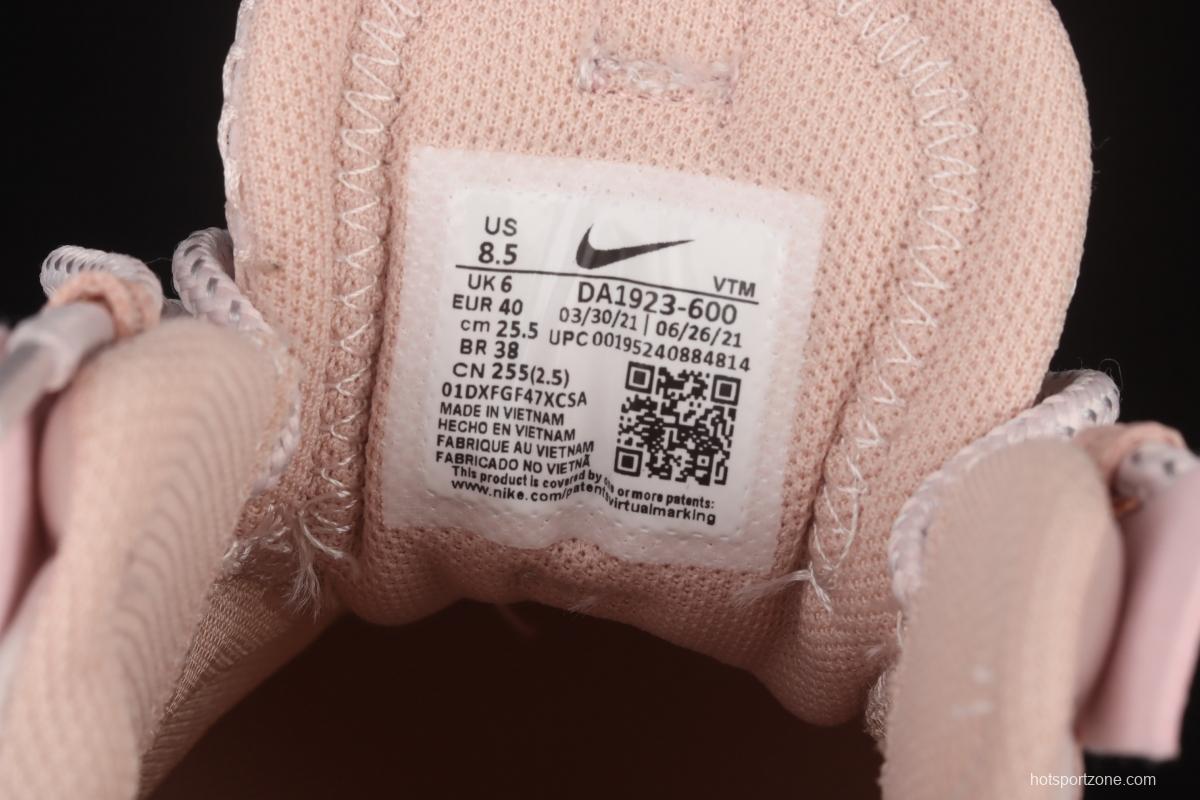 US
8.5
VTM
UK 6
DA1923-600
EUR 40
03/30/21 | 06/26/21
cm 25.5
UPC 00195240884814
BR 38
CN 255(2.5)
01DXFGF47XCSA
MADE IN VIETNAM
HECHO EN VIETNAM
FABRIQUE AU VIETNAM
FABRICADO NO VIETNÃ
This product is covered by one or more patents:
www.nike.com/patentsvirtualmarking
hotsportzone.com/